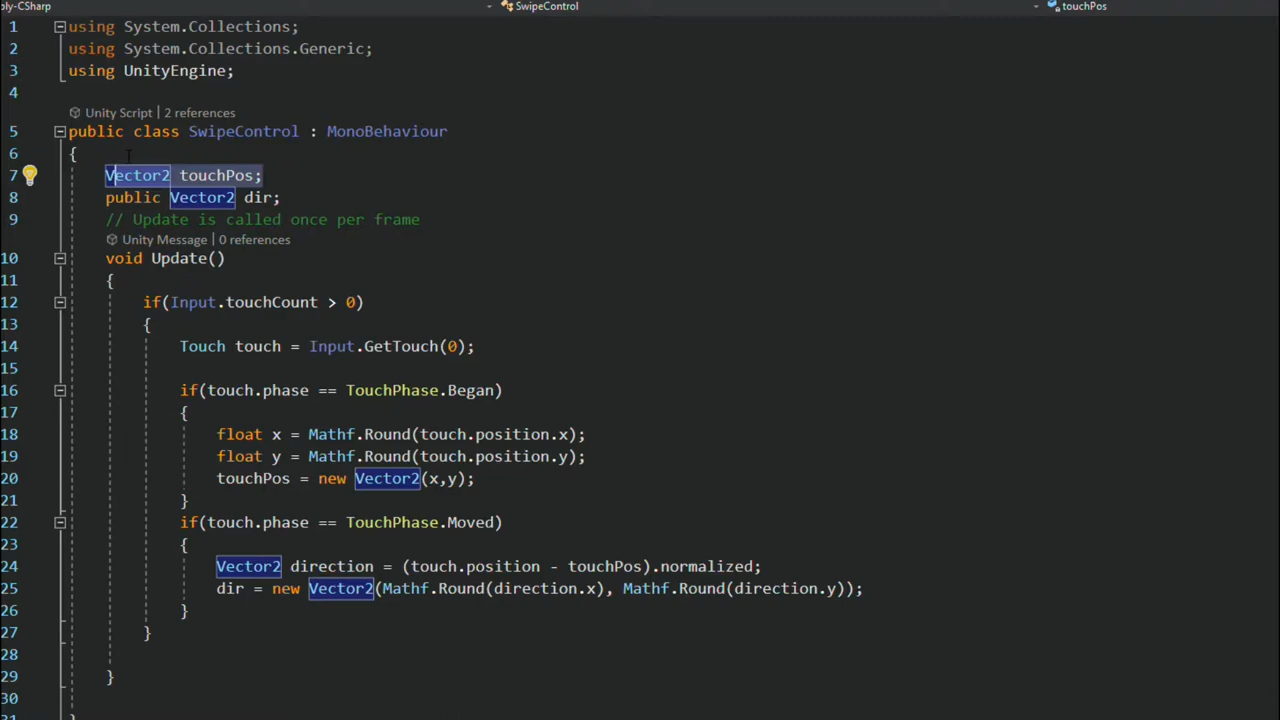 ply-CSharp SwipeControl touchPos
1 using System.Collections;
2 using System.Collections.Generic;
3 using UnityEngine;
4
Unity Script | 2 references
5 public class SwipeControl : MonoBehaviour
6 {
7 Vector2 touchPos;
8 public Vector2 dir;
9 // Update is called once per frame
Unity Message | 0 references
10 void Update()
11 {
12 if(Input.touchCount > 0)
13 {
14 Touch touch = Input.GetTouch(0);
15
16 if(touch.phase == TouchPhase.Began)
17 {
18 float x = Mathf.Round(touch.position.x);
19 float y = Mathf.Round(touch.position.y);
20 touchPos = new Vector2(x,y);
21 }
22 if(touch.phase == TouchPhase.Moved)
23 {
24 Vector2 direction = (touch.position - touchPos).normalized;
25 dir = new Vector2(Mathf.Round(direction.x), Mathf.Round(direction.y));
26 }
27 }
28
29 }
30
31 }